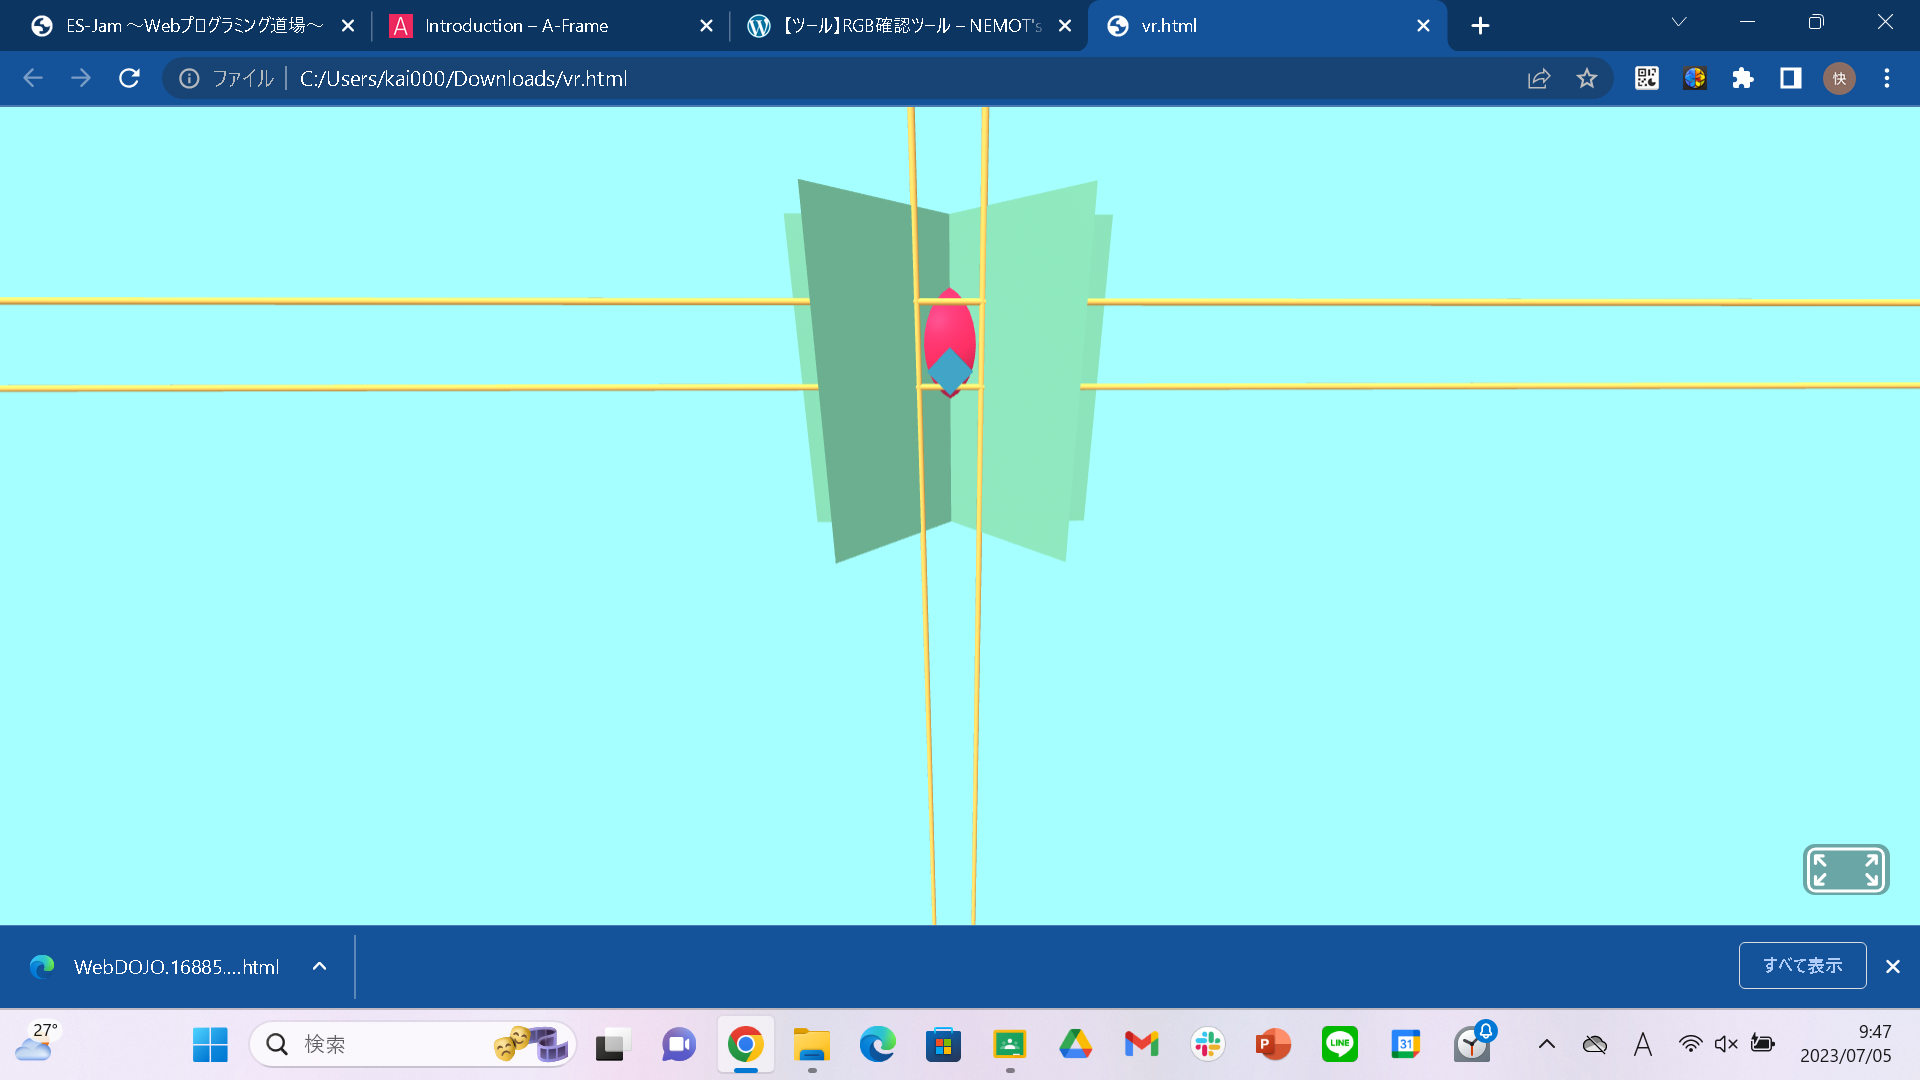 ES-Jam ～Webプログラミング道場～
Introduction – A-Frame
【ツール】RGB確認ツール – NEMOT's
vr.html
ファイル
C:/Users/kai000/Downloads/vr.html
快
WebDOJO.16885....html
すべて表示
27°
検索
P
LINE
31
A
9:47
2023/07/05